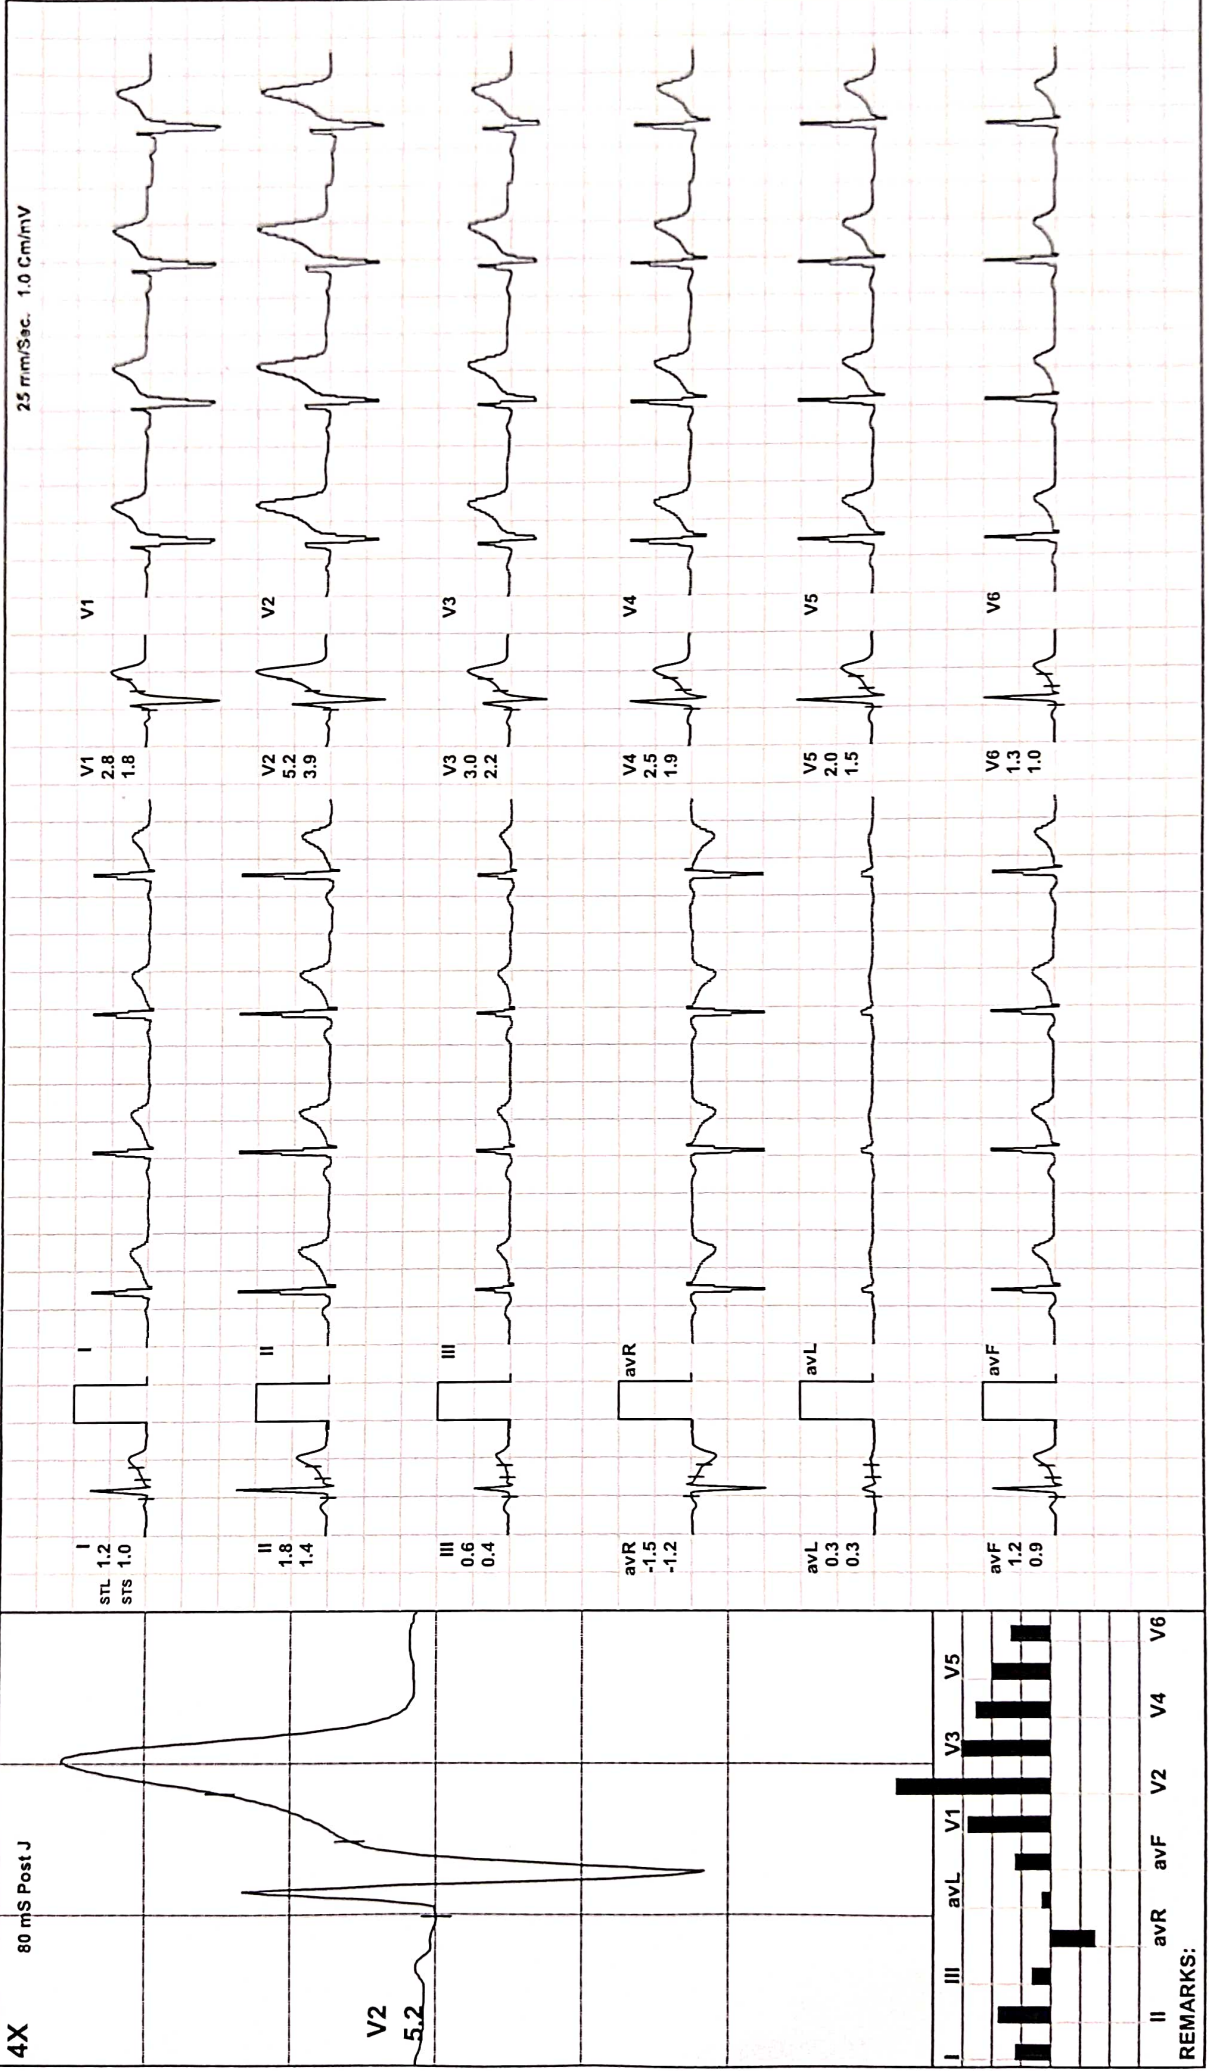 4X
80 mS Post J
25 mm/Sec. 1.0 Cm/mV
V2
5.2
I
STL 1.2
STS 1.0
I
V1
2.8
1.8
V1
II
1.8
1.4
II
V2
5.2
3.9
V2
III
0.6
0.4
III
V3
3.0
2.2
V3
avR
-1.5
-1.2
avR
V4
2.5
1.9
V4
avL
0.3
0.3
avL
V5
2.0
1.5
V5
avF
1.2
0.9
avF
V6
1.3
1.0
V6
I III avL V1 V3 V5
II avR avF V2 V4 V6
REMARKS: